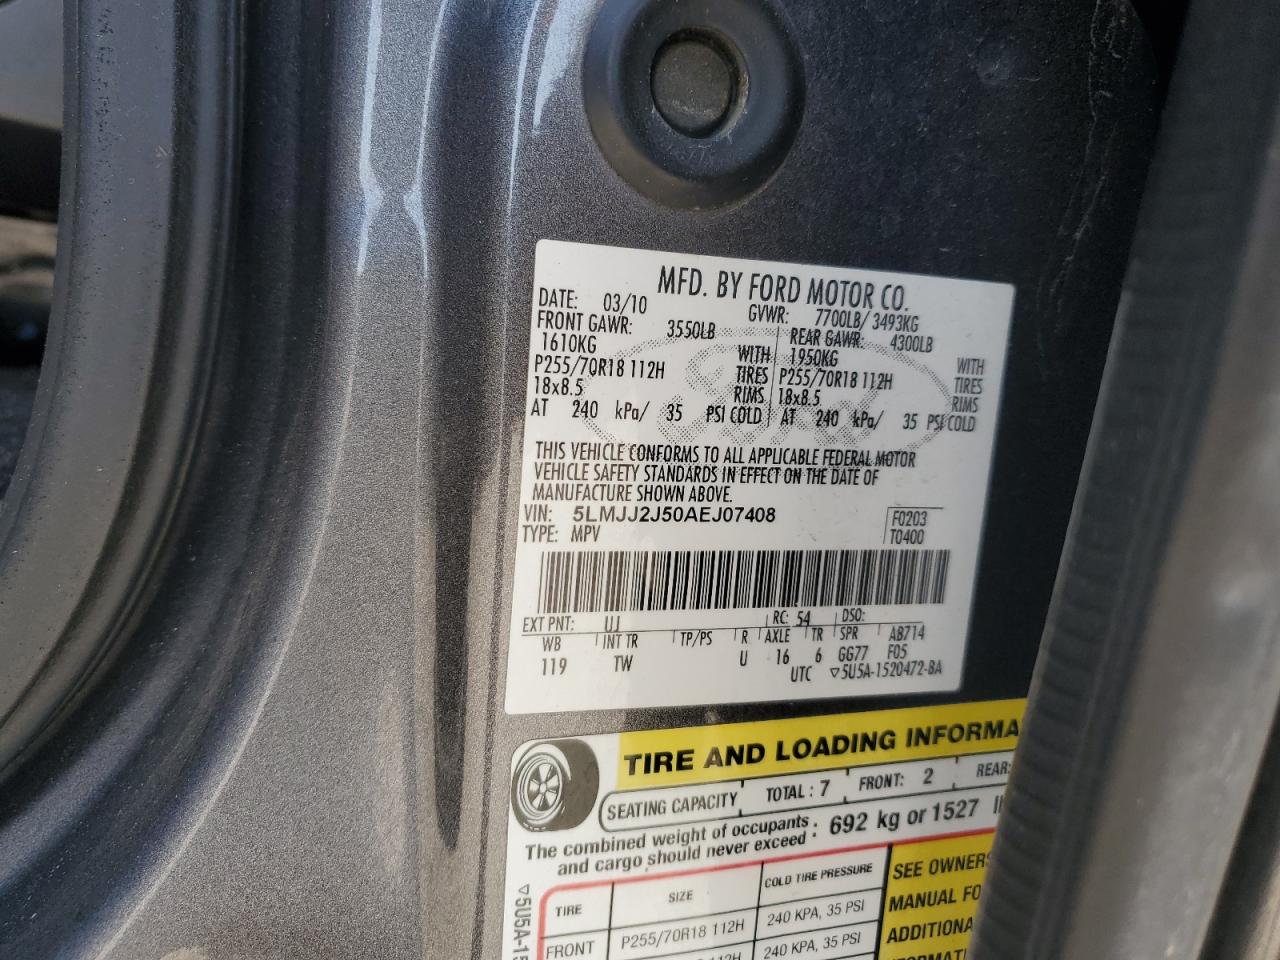 MFD. BY FORD MOTOR CO.
DATE: 03/10 GVWR: 7700LB/ 3493KG
FRONT GAWR: 3550LB REAR GAWR: 4300LB
1610KG WITH 1950KG WITH
P255/70R18 112H TIRES P255/70R18 112H TIRES
18x8.5 RIMS 18x8.5 RIMS
AT 240 kPa/ 35 PSI COLD AT 240 kPa/ 35 PSI COLD
THIS VEHICLE CONFORMS TO ALL APPLICABLE FEDERAL MOTOR
VEHICLE SAFETY STANDARDS IN EFFECT ON THE DATE OF
MANUFACTURE SHOWN ABOVE.
VIN: 5LMJJ2J50AEJ07408 F0203
TYPE: MPV T0400
EXT PNT: UJ RC: 54 DSO:
WB INT TR TP/PS R AXLE TR SPR AB714
119 TW U 16 6 GG77 F05
UTC ▽5U5A-1520472-BA
TIRE AND LOADING INFORMA
SEATING CAPACITY TOTAL : 7 FRONT: 2 REAR:
The combined weight of occupants and cargo should never exceed : 692 kg or 1527
TIRE SIZE COLD TIRE PRESSURE SEE OWNERS
MANUAL FO
FRONT P255/70R18 112H 240 KPA, 35 PSI ADDITIONA
240 KPA, 35 PSI
▽5U5A-15